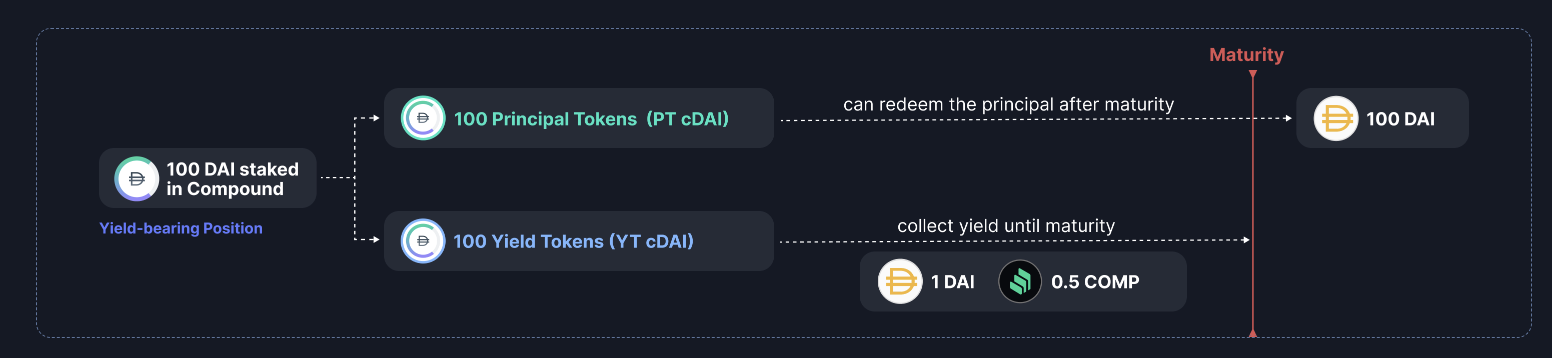 Maturity
100 Principal Tokens (PT cDAI)
can redeem the principal after maturity
100 DAI
100 DAI staked
in Compound
Yield-bearing Position
100 Yield Tokens (YT cDAI)
collect yield until maturity
1 DAI
0.5 COMP